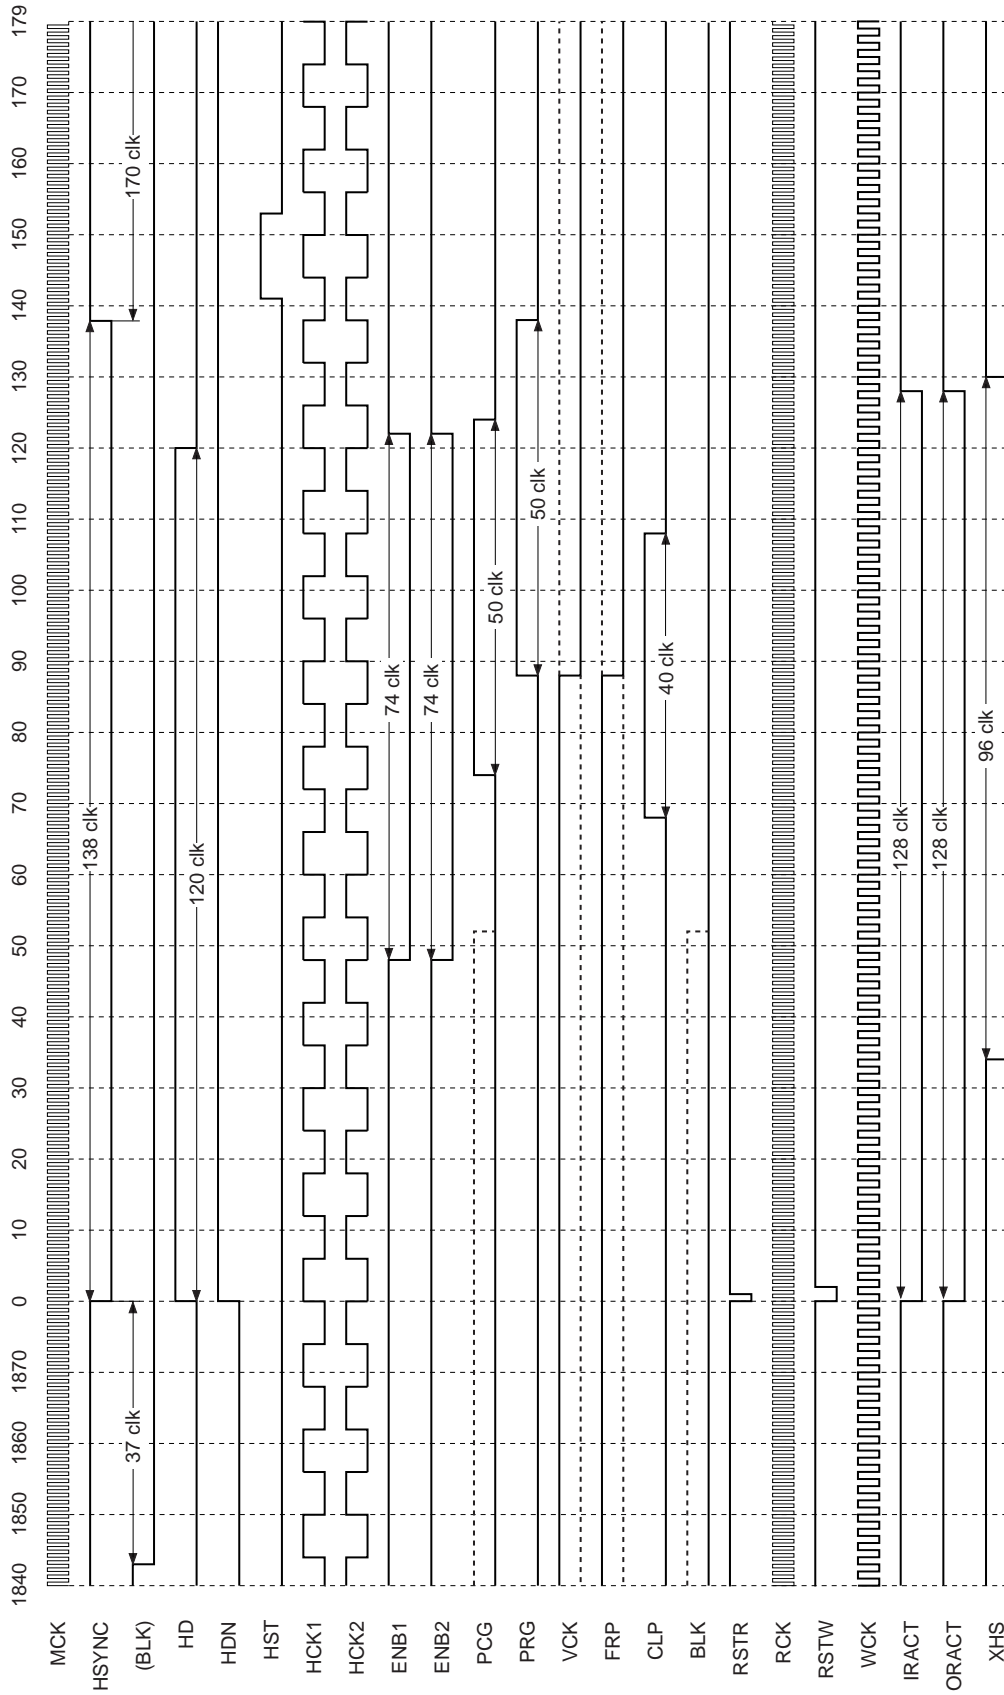 MCK
HSYNC
(BLK)
HD
HDN
HST
HCK1
HCK2
ENB1
ENB2
PCG
PRG
VCK
FRP
CLP
BLK
RSTR
RCK
RSTW
WCK
IRACT
ORACT
XHS
1840
1850
1860
1870
0
10
20
30
40
50
60
70
80
90
100
110
120
130
140
150
160
170
179
138 clk
37 clk
170 clk
120 clk
74 clk
74 clk
50 clk
50 clk
40 clk
128 clk
128 clk
96 clk